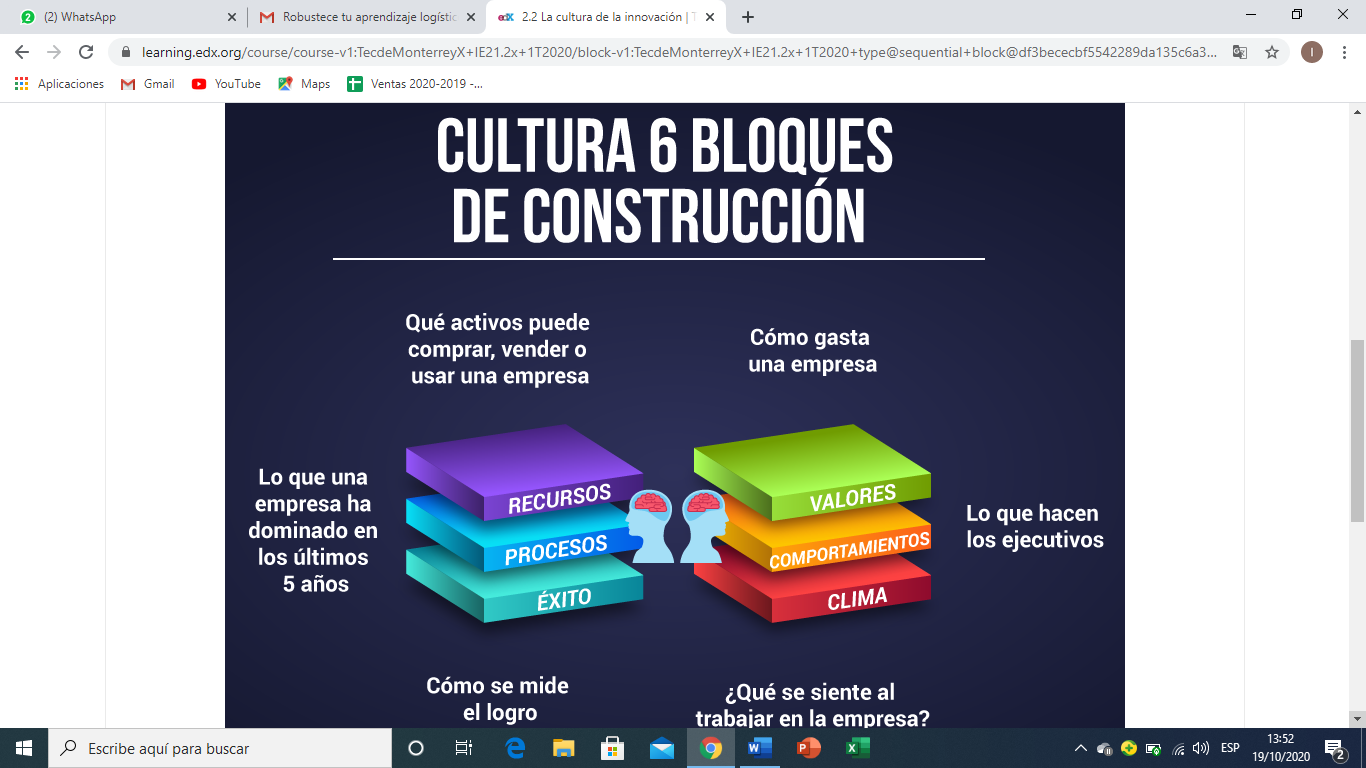 (2) WhatsApp
Robustece tu aprendizaje logístic
edX
2.2 La cultura de la innovación | T
learning.edx.org/course/course-v1:TecdeMonterreyX+IE21.2x+1T2020/block-v1:TecdeMonterreyX+IE21.2x+1T2020+type@sequential+block@df3bececbf5542289da135c6a3...
I
Aplicaciones
Gmail
YouTube
Maps
Ventas 2020-2019 -...
CULTURA 6 BLOQUES
DE CONSTRUCCIÓN
Qué activos puede
comprar, vender o
usar una empresa
Cómo gasta
una empresa
Lo que una
empresa ha
dominado en
los últimos
5 años
RECURSOS
PROCESOS
ÉXITO
VALORES
COMPORTAMIENTOS
CLIMA
Lo que hacen
los ejecutivos
Cómo se mide
el logro
¿Qué se siente al
trabajar en la empresa?
Escribe aquí para buscar
ESP
13:52
19/10/2020
2